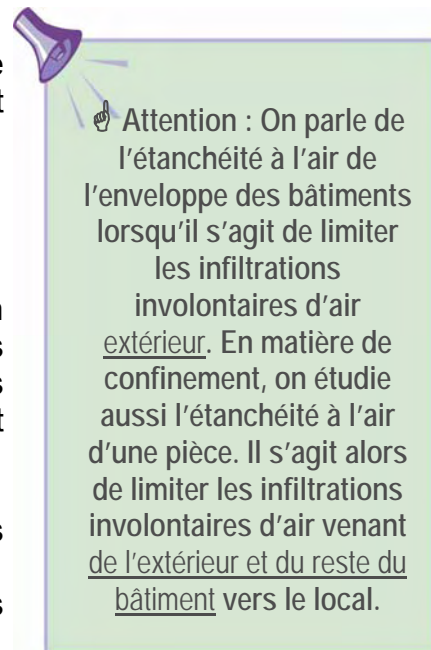 ☝ Attention : On parle de
l'étanchéité à l'air de
l'enveloppe des bâtiments
lorsqu'il s'agit de limiter
les infiltrations
involontaires d'air
extérieur. En matière de
confinement, on étudie
aussi l'étanchéité à l'air
d'une pièce. Il s'agit alors
de limiter les infiltrations
involontaires d'air venant
de l'extérieur et du reste du
bâtiment vers le local.